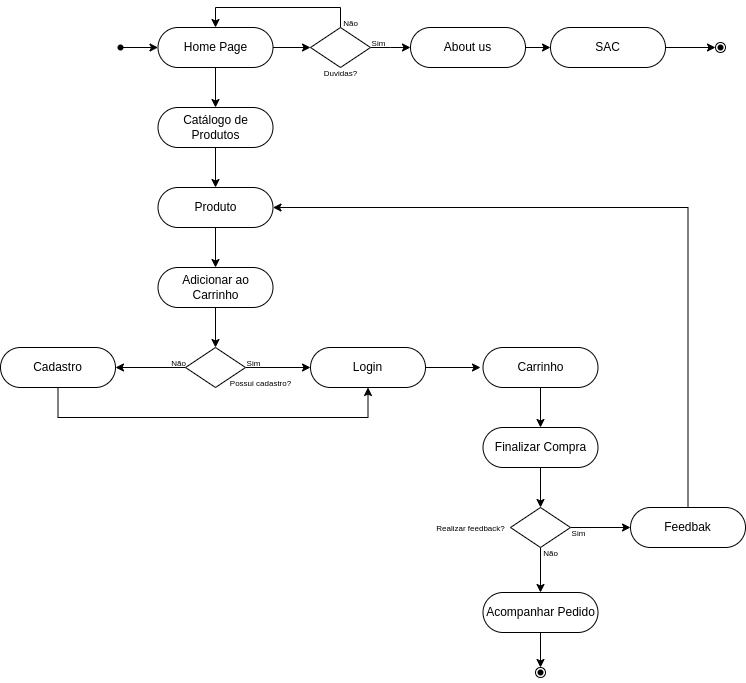 Não
Home Page
Sim
About us
SAC
Duvidas?
Catálogo de
Produtos
Produto
Adicionar ao
Carrinho
Cadastro
Não
Sim
Possui cadastro?
Login
Carrinho
Finalizar Compra
Realizar feedback?
Sim
Feedbak
Não
Acompanhar Pedido